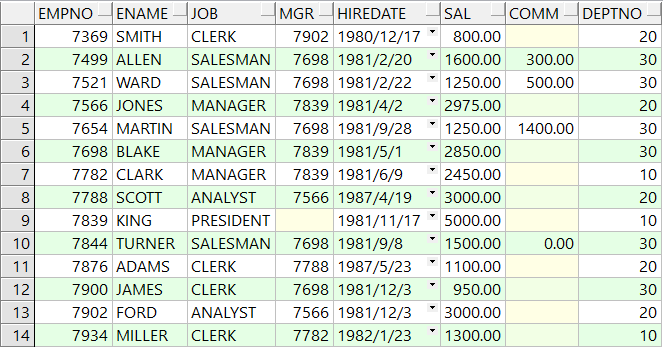 EMPNO ENAME JOB MGR HIREDATE SAL COMM DEPTNO
1 7369 SMITH CLERK 7902 1980/12/17 800.00 20
2 7499 ALLEN SALESMAN 7698 1981/2/20 1600.00 300.00 30
3 7521 WARD SALESMAN 7698 1981/2/22 1250.00 500.00 30
4 7566 JONES MANAGER 7839 1981/4/2 2975.00 20
5 7654 MARTIN SALESMAN 7698 1981/9/28 1250.00 1400.00 30
6 7698 BLAKE MANAGER 7839 1981/5/1 2850.00 30
7 7782 CLARK MANAGER 7839 1981/6/9 2450.00 10
8 7788 SCOTT ANALYST 7566 1987/4/19 3000.00 20
9 7839 KING PRESIDENT 1981/11/17 5000.00 10
10 7844 TURNER SALESMAN 7698 1981/9/8 1500.00 0.00 30
11 7876 ADAMS CLERK 7788 1987/5/23 1100.00 20
12 7900 JAMES CLERK 7698 1981/12/3 950.00 30
13 7902 FORD ANALYST 7566 1981/12/3 3000.00 20
14 7934 MILLER CLERK 7782 1982/1/23 1300.00 10